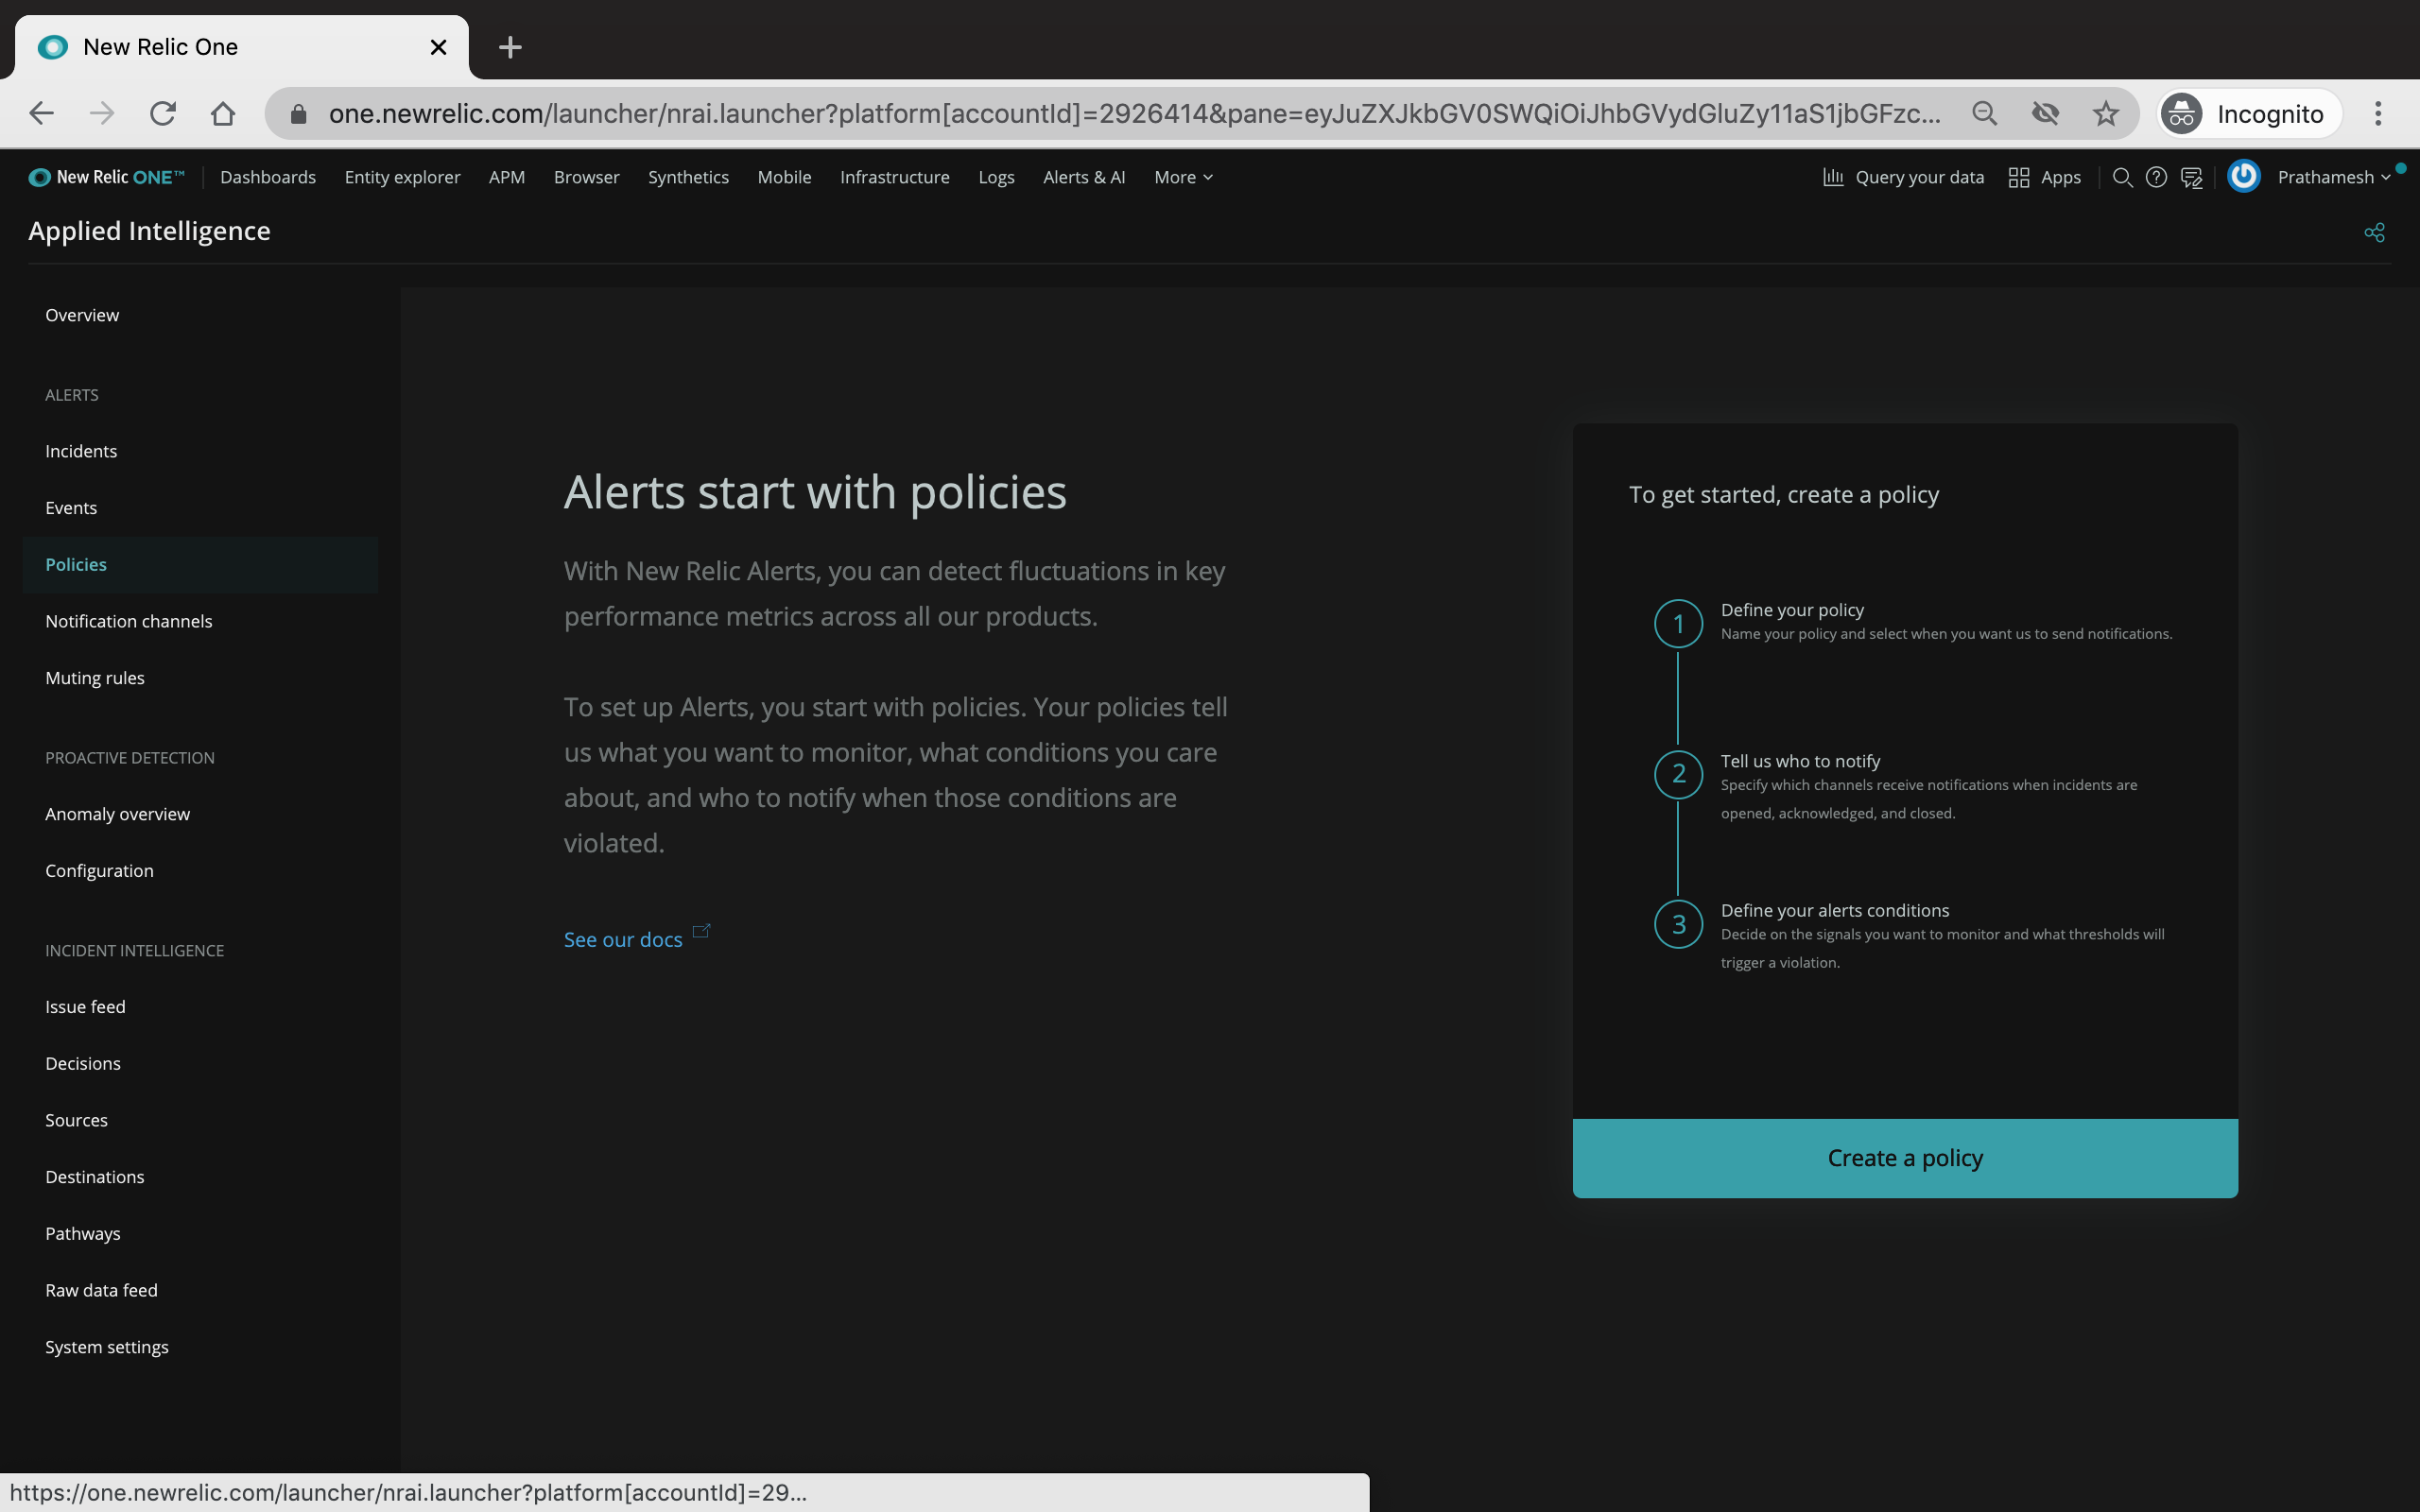 New Relic One
one.newrelic.com/launcher/nrai.launcher?platform[accountId]=2926414&pane=eyJuZXJkbGV0SWQiOiJhbGVydGluZy11aS1jbGFzc...
Incognito
New Relic ONE™
Dashboards
Entity explorer
APM
Browser
Synthetics
Mobile
Infrastructure
Logs
Alerts & AI
More
Query your data
Apps
Prathamesh
Applied Intelligence
Overview
ALERTS
Incidents
Events
Policies
Notification channels
Muting rules
PROACTIVE DETECTION
Anomaly overview
Configuration
INCIDENT INTELLIGENCE
Issue feed
Decisions
Sources
Destinations
Pathways
Raw data feed
System settings
Alerts start with policies
With New Relic Alerts, you can detect fluctuations in key
performance metrics across all our products.
To set up Alerts, you start with policies. Your policies tell
us what you want to monitor, what conditions you care
about, and who to notify when those conditions are
violated.
See our docs
To get started, create a policy
1
Define your policy
Name your policy and select when you want us to send notifications.
2
Tell us who to notify
Specify which channels receive notifications when incidents are
opened, acknowledged, and closed.
3
Define your alerts conditions
Decide on the signals you want to monitor and what thresholds will
trigger a violation.
Create a policy
https://one.newrelic.com/launcher/nrai.launcher?platform[accountId]=29...